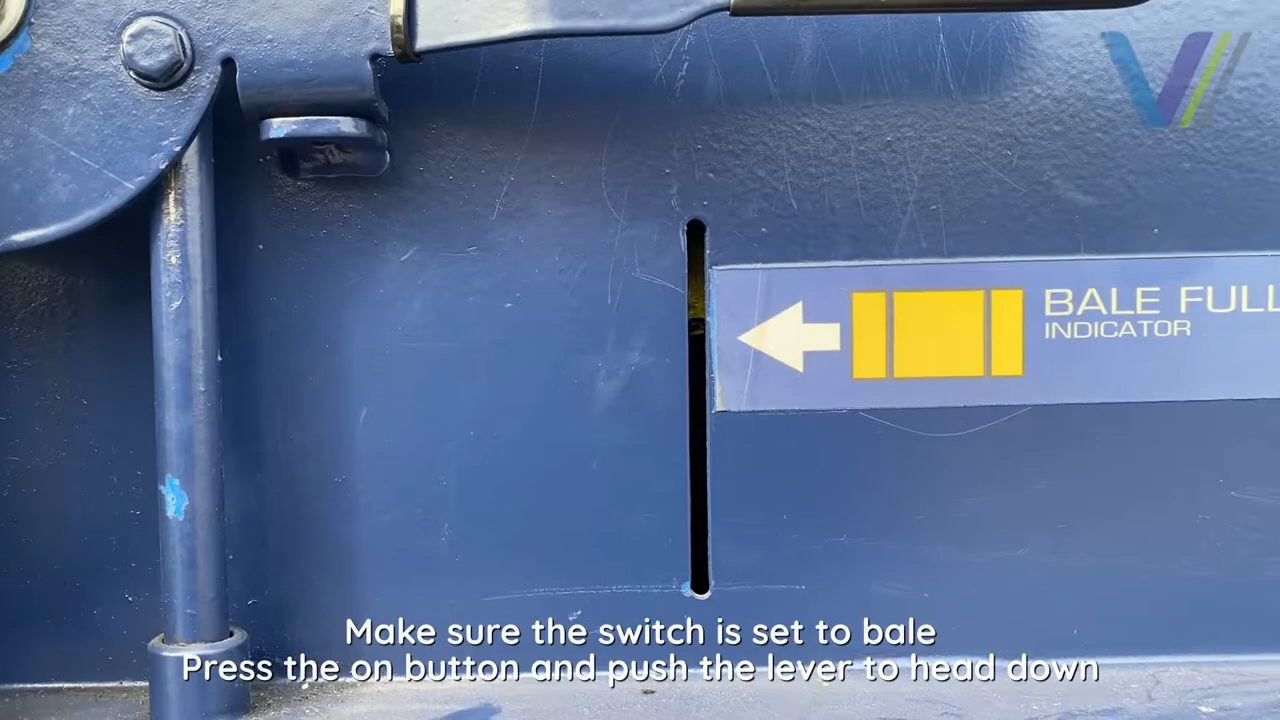 BALE FULL
INDICATOR
Make sure the switch is set to bale
Press the on button and push the lever to head down